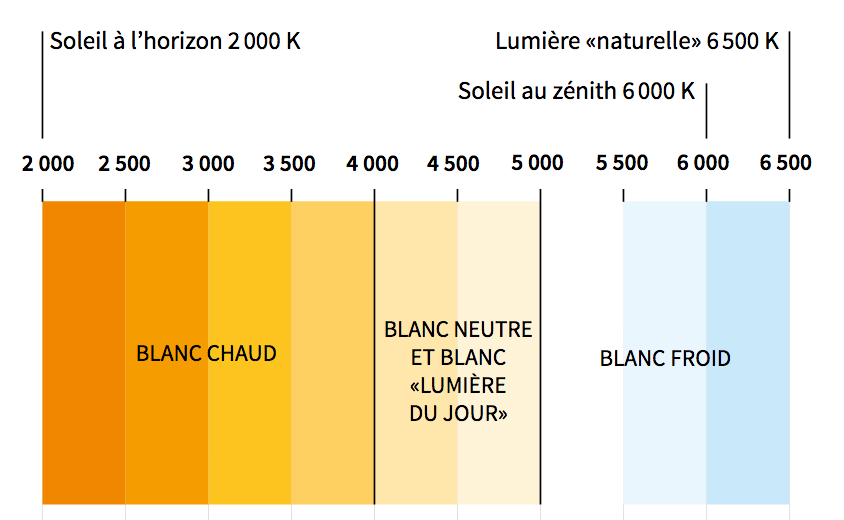 Soleil à l’horizon 2 000 K
Lumière «naturelle» 6 500 K
Soleil au zénith 6 000 K
2 000 2 500 3 000 3 500 4 000 4 500 5 000 5 500 6 000 6 500
BLANC CHAUD
BLANC NEUTRE
ET BLANC
«LUMIÈRE
DU JOUR»
BLANC FROID